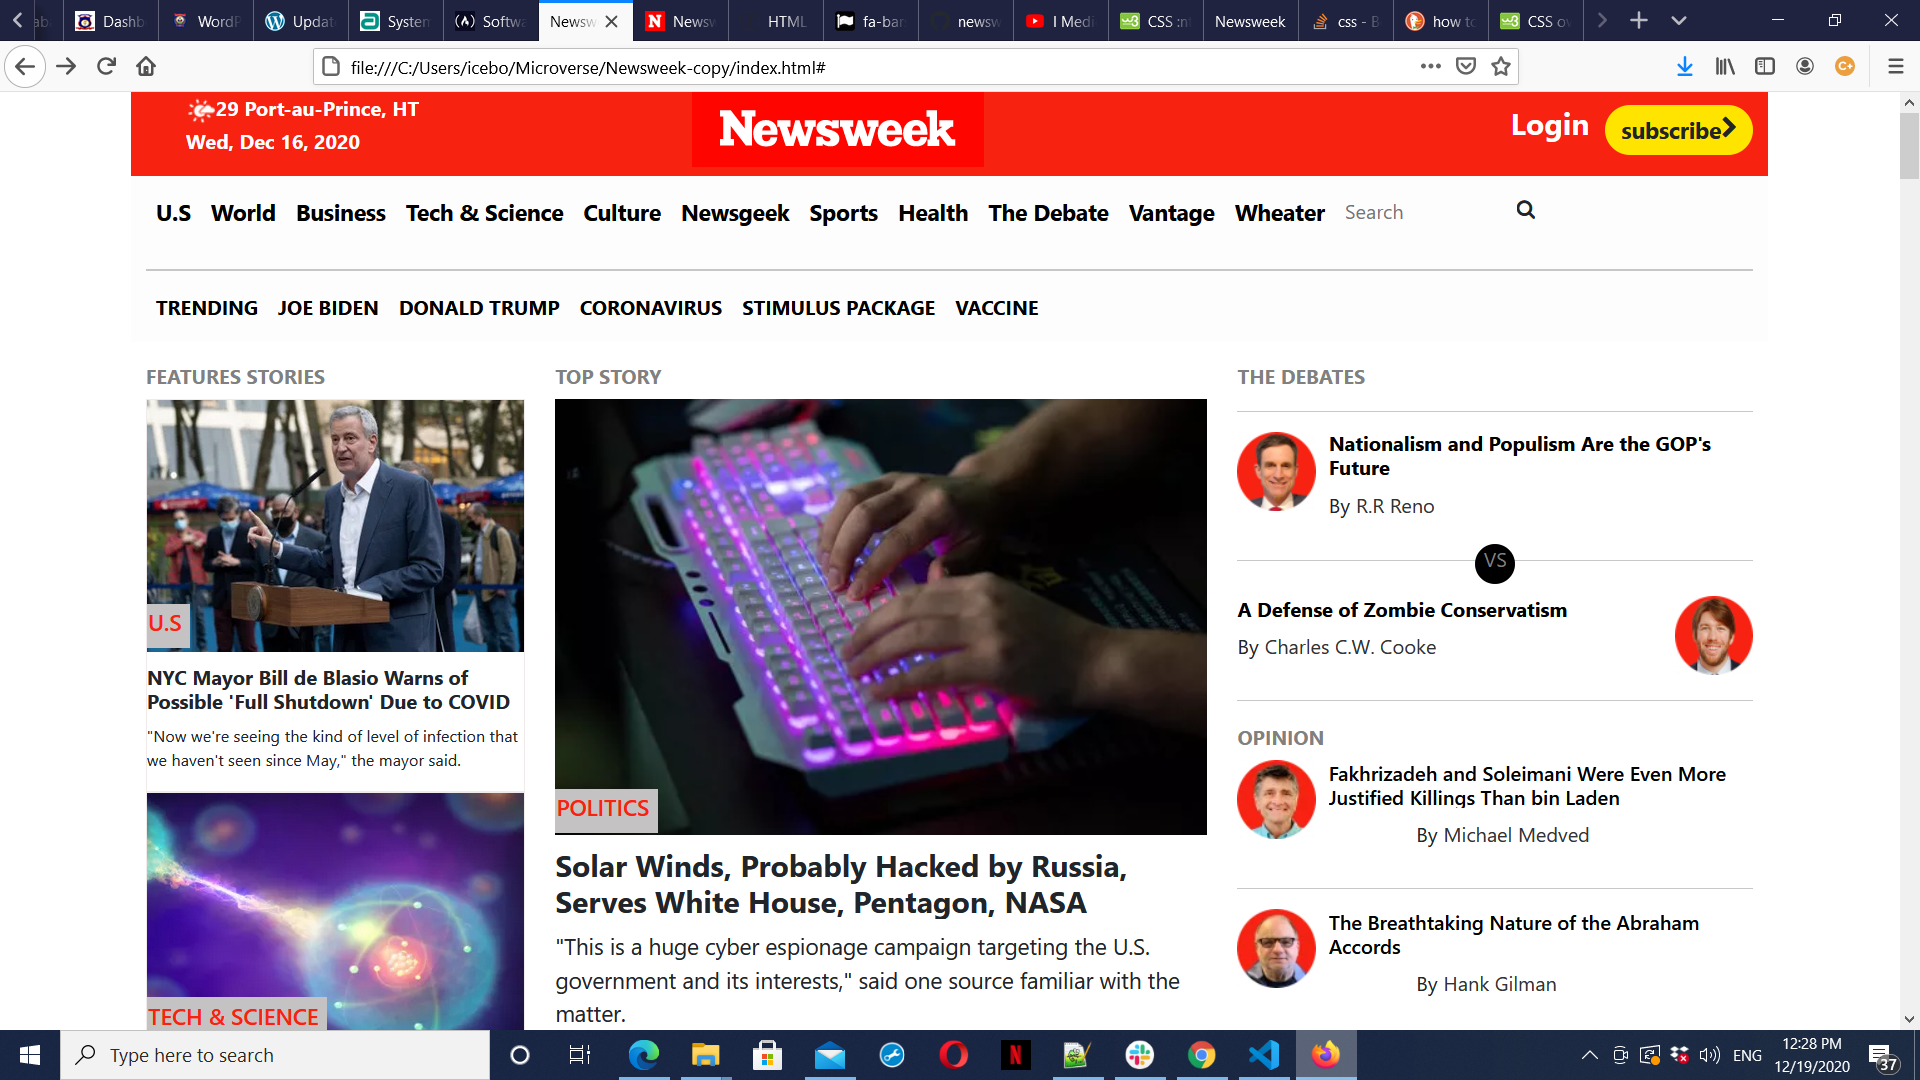 Dashb
WordP
Updat
System
Softwa
Newsw
Newsw
HTML
fa-bar
newsw
I Medi
CSS :n
Newsweek
css - B
how to
CSS ov
file:///C:/Users/icebo/Microverse/Newsweek-copy/index.html#
29 Port-au-Prince, HT
Wed, Dec 16, 2020
Newsweek
Login
subscribe
U.S World Business Tech & Science Culture Newsgeek Sports Health The Debate Vantage Wheater Search
TRENDING JOE BIDEN DONALD TRUMP CORONAVIRUS STIMULUS PACKAGE VACCINE
FEATURES STORIES
U.S
NYC Mayor Bill de Blasio Warns of
Possible 'Full Shutdown' Due to COVID
"Now we're seeing the kind of level of infection that
we haven't seen since May," the mayor said.
TECH & SCIENCE
TOP STORY
POLITICS
Solar Winds, Probably Hacked by Russia,
Serves White House, Pentagon, NASA
"This is a huge cyber espionage campaign targeting the U.S.
government and its interests," said one source familiar with the
matter.
THE DEBATES
Nationalism and Populism Are the GOP's
Future
By R.R Reno
VS
A Defense of Zombie Conservatism
By Charles C.W. Cooke
OPINION
Fakhrizadeh and Soleimani Were Even More
Justified Killings Than bin Laden
By Michael Medved
The Breathtaking Nature of the Abraham
Accords
By Hank Gilman
Type here to search
ENG
12:28 PM
12/19/2020
37